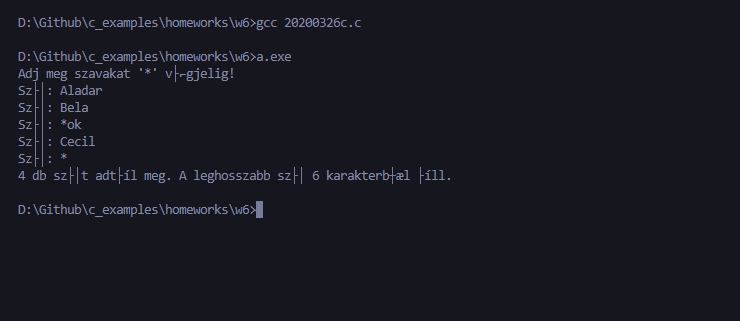 D:\Github\c_examples\homeworks\w6>gcc 20200326c.c
D:\Github\c_examples\homeworks\w6>a.exe
Adj meg szavakat '*' v├⌐gjelig!
Sz├│: Aladar
Sz├│: Bela
Sz├│: *ok
Sz├│: Cecil
Sz├│: *
4 db sz├│t adt├íl meg. A leghosszabb sz├│ 6 karakterb┼æl ├íll.
D:\Github\c_examples\homeworks\w6>